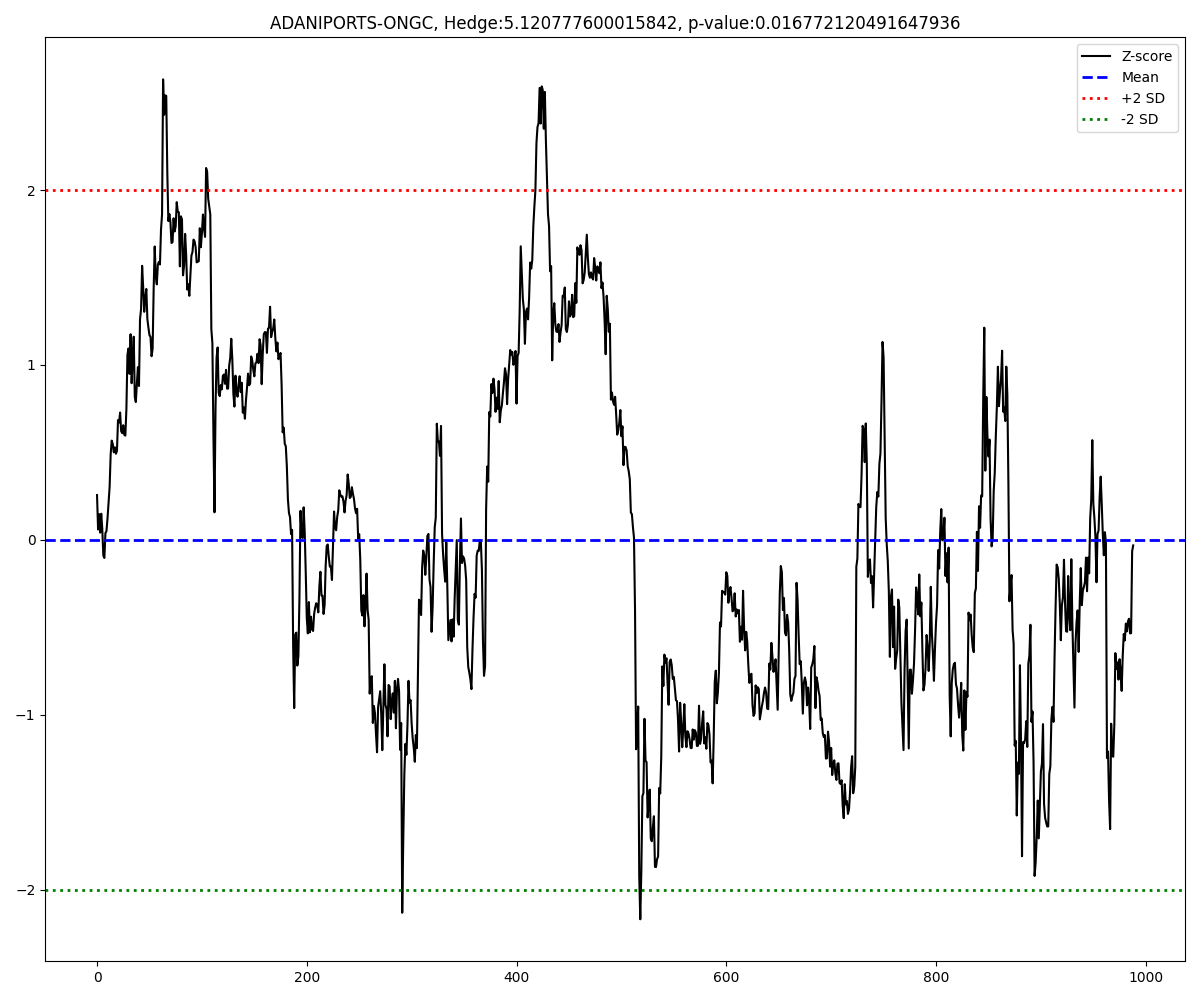 ADANIPORTS-ONGC, Hedge:5.120777600015842, p-value:0.016772120491647936
Z-score
Mean
+2 SD
-2 SD
2
1
0
−1
−2
0 200 400 600 800 1000